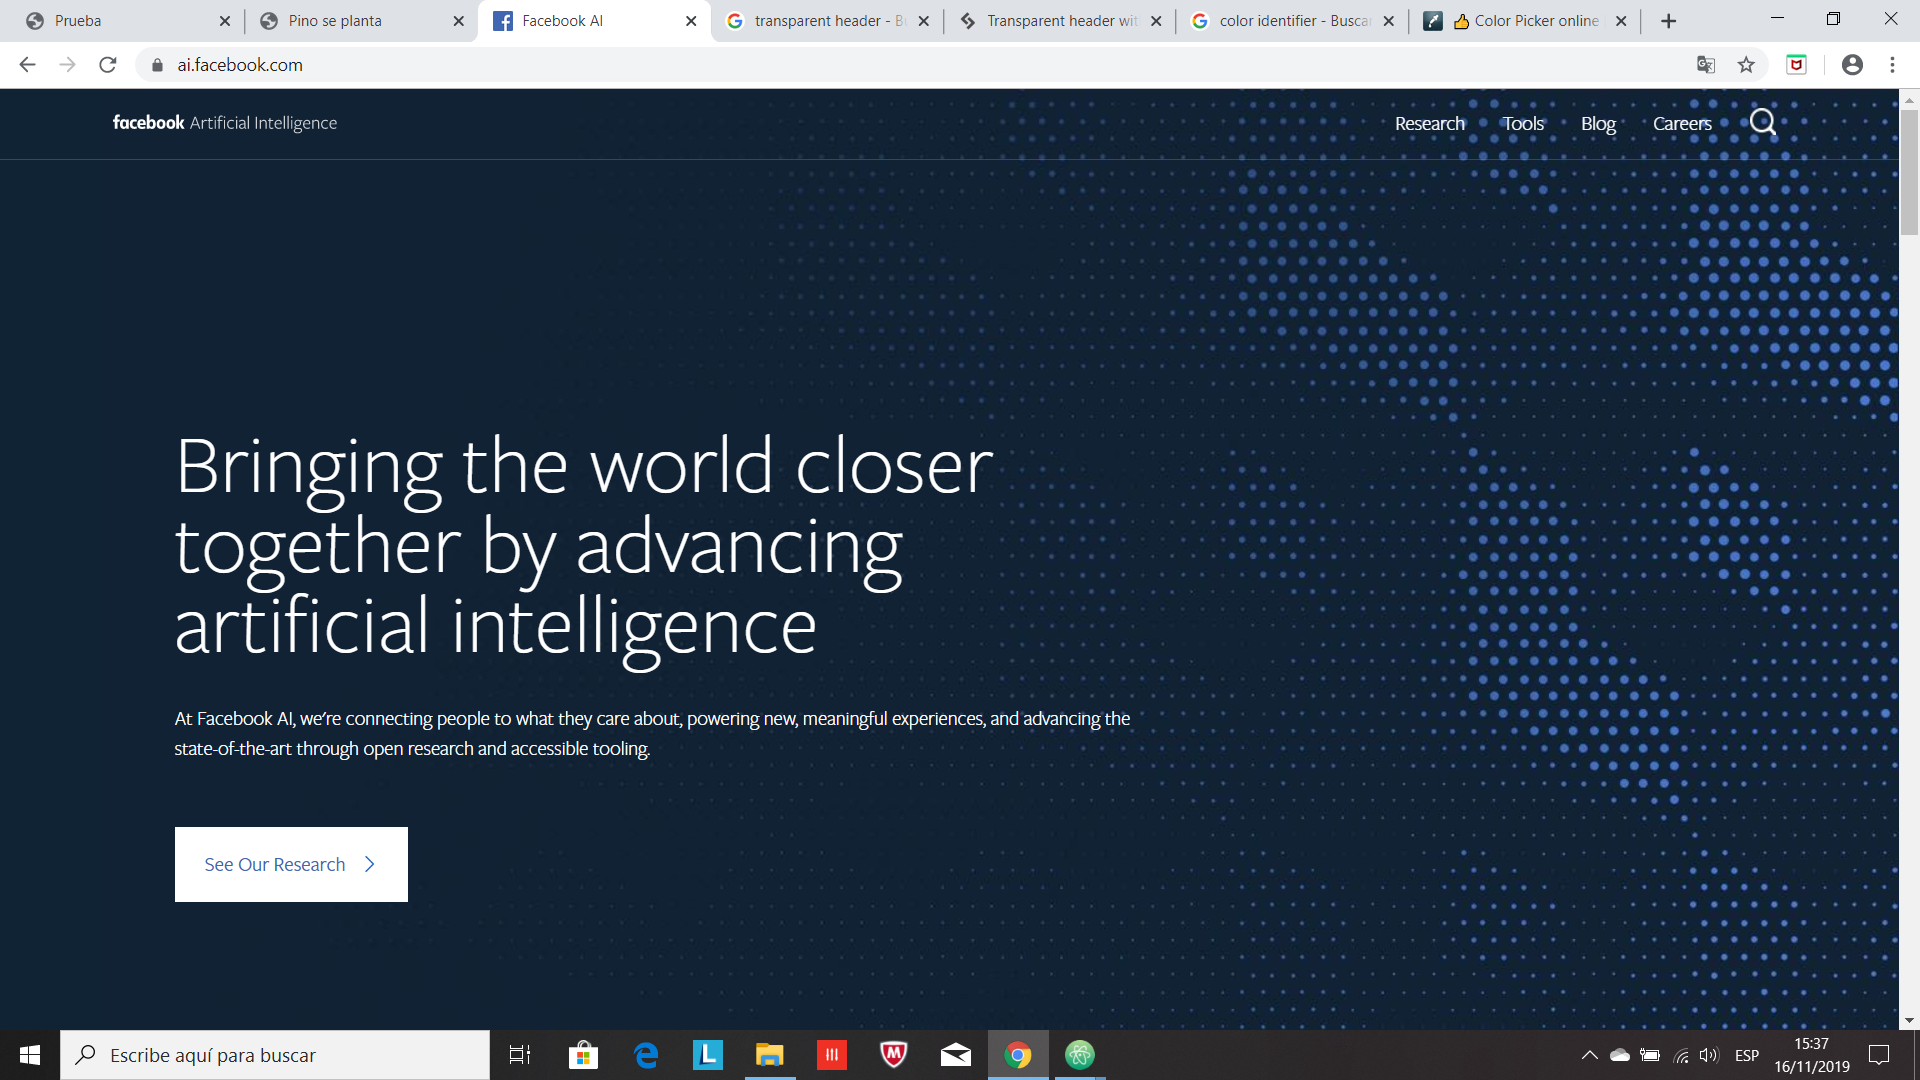 Prueba
Pino se planta
Facebook AI
transparent header - B
Transparent header wit
color identifier - Busca
Color Picker online
ai.facebook.com
facebook Artificial Intelligence
Research
Tools
Blog
Careers
Bringing the world closer
together by advancing
artificial intelligence
At Facebook AI, we're connecting people to what they care about, powering new, meaningful experiences, and advancing the
state-of-the-art through open research and accessible tooling.
See Our Research
Escribe aquí para buscar
ESP
15:37
16/11/2019